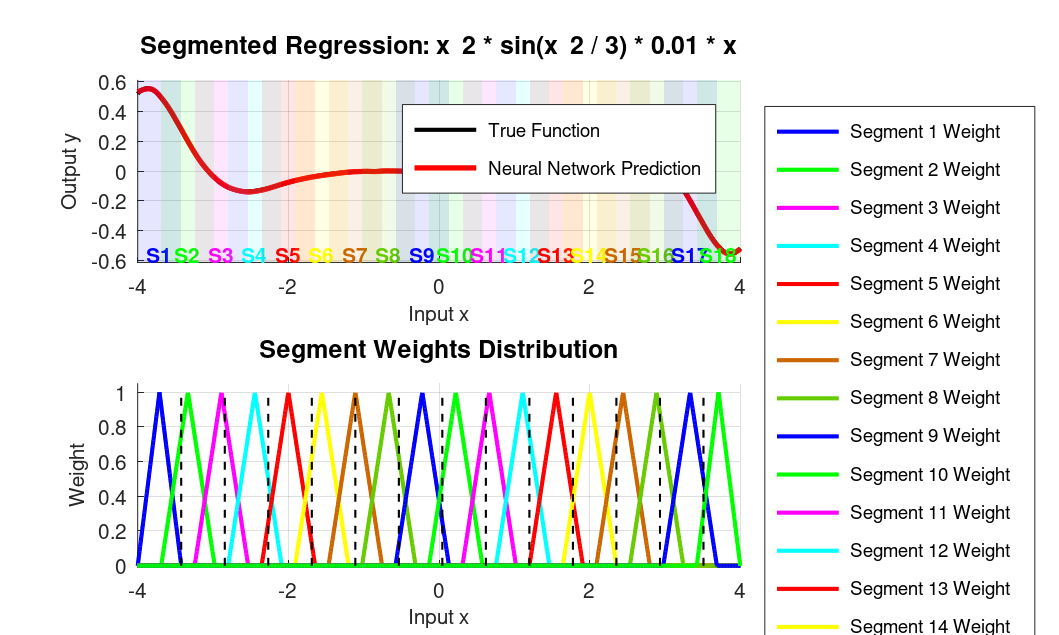 Segmented Regression: x 2 * sin(x 2 / 3) * 0.01 * x
Output y
0.6
0.4
0.2
0
-0.2
-0.4
-0.6
True Function
Neural Network Prediction
S1 S2 S3 S4 S5 S6 S7 S8 S9 S10 S11 S12 S13 S14 S15 S16 S17 S18
-4 -2 0 2 4
Input x
Segment Weights Distribution
Weight
1
0.8
0.6
0.4
0.2
0
-4 -2 0 2 4
Input x
Segment 1 Weight
Segment 2 Weight
Segment 3 Weight
Segment 4 Weight
Segment 5 Weight
Segment 6 Weight
Segment 7 Weight
Segment 8 Weight
Segment 9 Weight
Segment 10 Weight
Segment 11 Weight
Segment 12 Weight
Segment 13 Weight
Segment 14 Weight